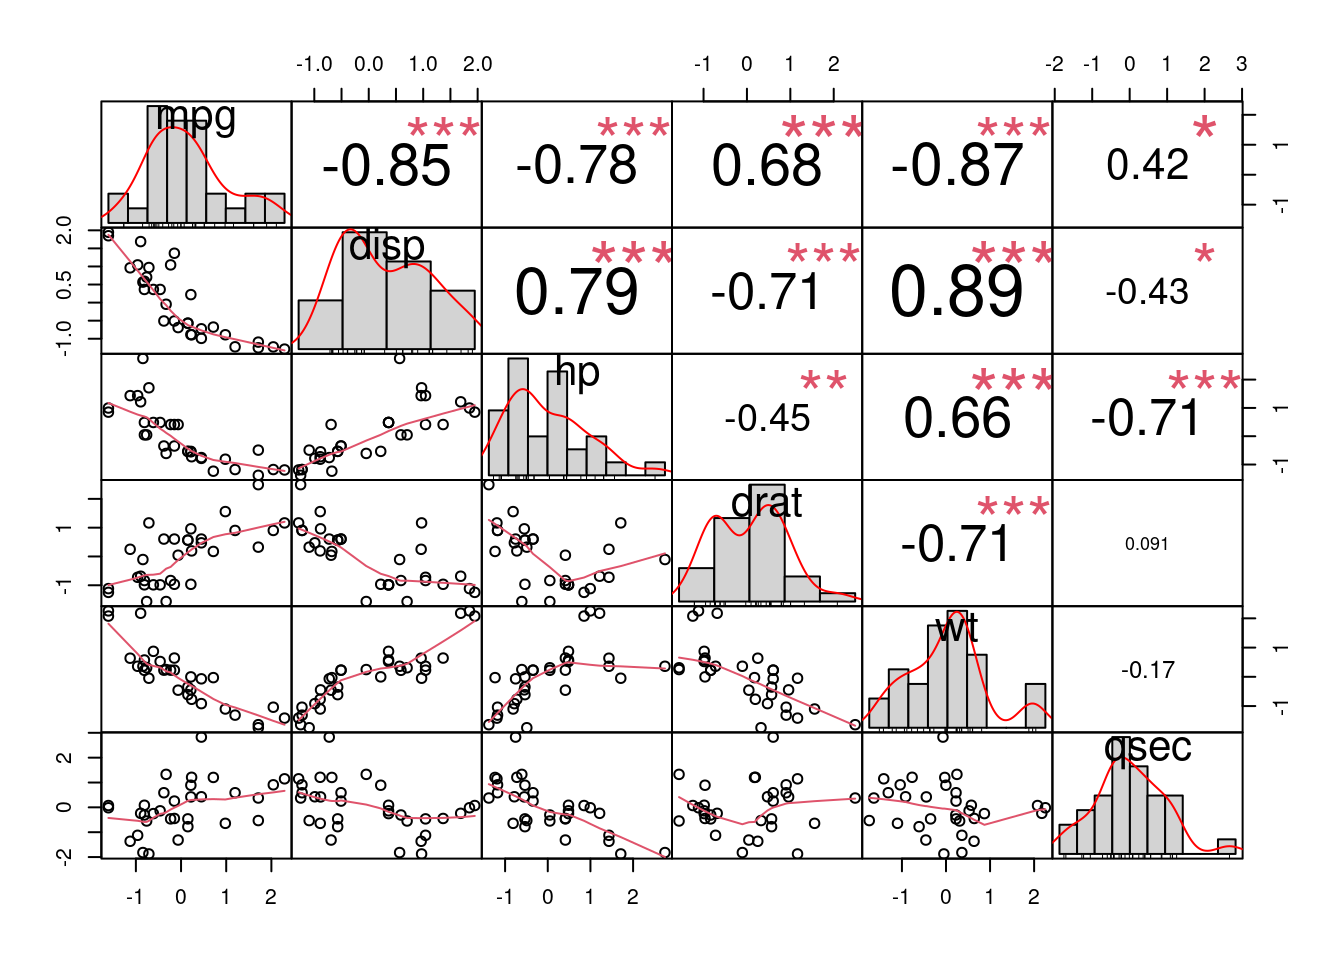 -1.0 0.0 1.0 2.0 -1 0 1 2 -2 -1 0 1 2 3
mpg *** -0.85 *** -0.78 *** 0.68 *** -0.87 * 0.42 -1 1
-1.0 0.5 2.0 disp *** 0.79 *** -0.71 *** 0.89 * -0.43
hp ** -0.45 *** 0.66 *** -0.71 -1 1
-1 1 drat *** -0.71 0.091
wt -0.17 -1 1
-2 0 2 qsec
-1 0 1 2 -1 0 1 2 -1 0 1 2